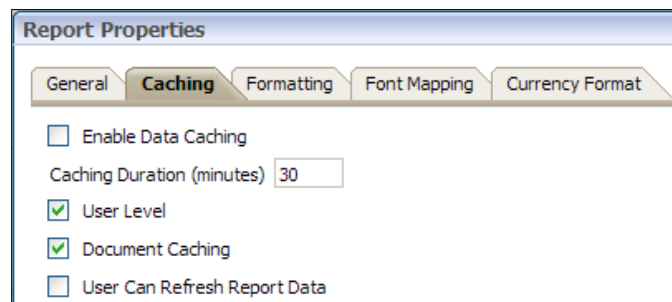 Report Properties
General Caching Formatting Font Mapping Currency Format
Enable Data Caching
Caching Duration (minutes) 30
User Level
Document Caching
User Can Refresh Report Data